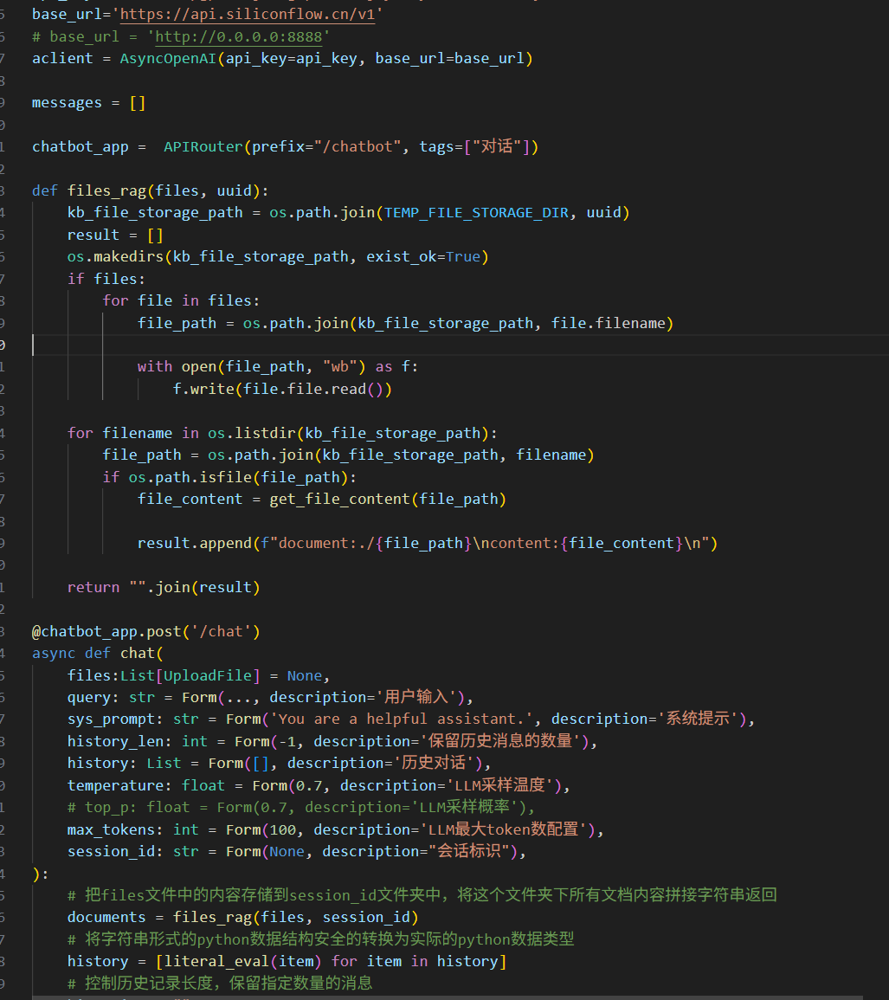 base_url='https://api.siliconflow.cn/v1'
# base_url = 'http://0.0.0.0:8888'
aclient = AsyncOpenAI(api_key=api_key, base_url=base_url)
messages = []
chatbot_app =  APIRouter(prefix="/chatbot", tags=["对话"])
def files_rag(files, uuid):
    kb_file_storage_path = os.path.join(TEMP_FILE_STORAGE_DIR, uuid)
    result = []
    os.makedirs(kb_file_storage_path, exist_ok=True)
    if files:
        for file in files:
            file_path = os.path.join(kb_file_storage_path, file.filename)
            with open(file_path, "wb") as f:
                f.write(file.file.read())
    for filename in os.listdir(kb_file_storage_path):
        file_path = os.path.join(kb_file_storage_path, filename)
        if os.path.isfile(file_path):
            file_content = get_file_content(file_path)
            result.append(f"document:./{file_path}\ncontent:{file_content}\n")
    return "".join(result)
@chatbot_app.post('/chat')
async def chat(
    files:List[UploadFile] = None,
    query: str = Form(..., description='用户输入'),
    sys_prompt: str = Form('You are a helpful assistant.', description='系统提示'),
    history_len: int = Form(-1, description='保留历史消息的数量'),
    history: List = Form([], description='历史对话'),
    temperature: float = Form(0.7, description='LLM采样温度'),
    # top_p: float = Form(0.7, description='LLM采样概率'),
    max_tokens: int = Form(100, description='LLM最大token数配置'),
    session_id: str = Form(None, description="会话标识"),
):
    # 把files文件中的内容存储到session_id文件夹中，将这个文件夹下所有文档内容拼接字符串返回
    documents = files_rag(files, session_id)
    # 将字符串形式的python数据结构安全的转换为实际的python数据类型
    history = [literal_eval(item) for item in history]
    # 控制历史记录长度，保留指定数量的消息